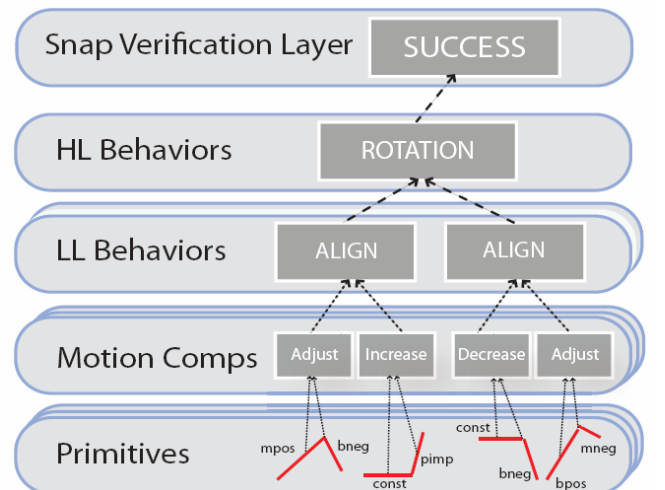 Snap Verification Layer SUCCESS
HL Behaviors ROTATION
LL Behaviors ALIGN ALIGN
Motion Comps Adjust Increase Decrease Adjust
Primitives mpos bneg const pimp const bneg bpos mneg